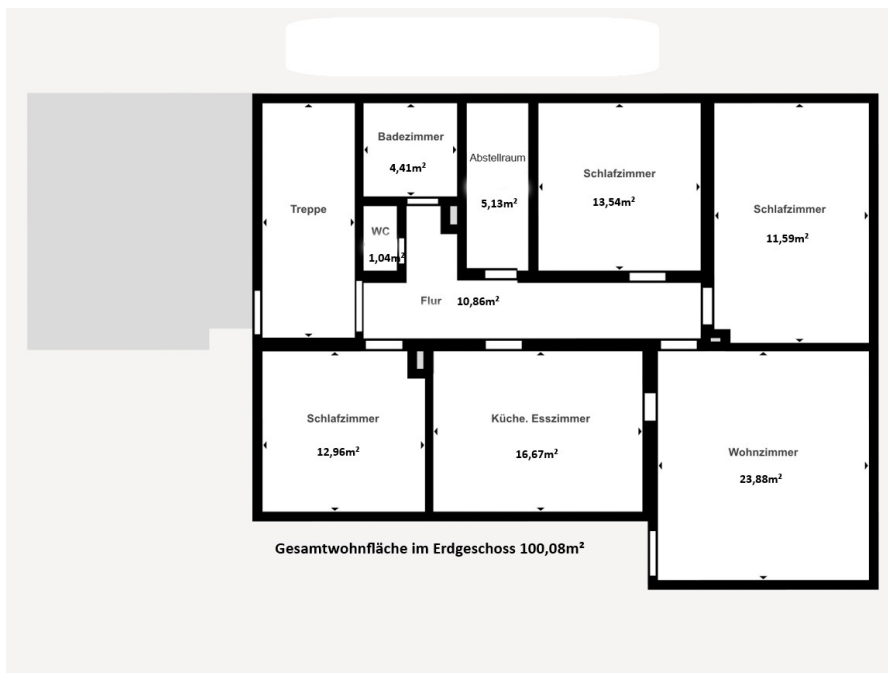 Badezimmer
4,41m²
Abstellraum
5,13m²
Schlafzimmer
13,54m²
Schlafzimmer
11,59m²
Treppe
WC
1,04m²
Flur 10,86m²
Schlafzimmer
12,96m²
Küche. Esszimmer
16,67m²
Wohnzimmer
23,88m²
Gesamtwohnfläche im Erdgeschoss 100,08m²